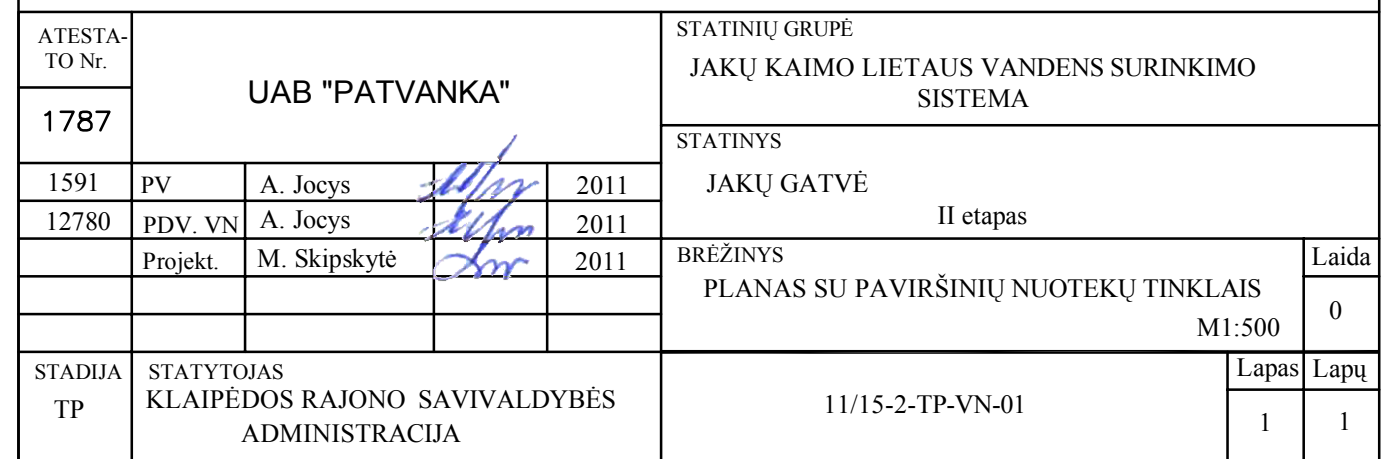 ATESTA-
TO Nr.
1787
UAB "PATVANKA"
STATINIŲ GRUPĖ
JAKŲ KAIMO LIETAUS VANDENS SURINKIMO
SISTEMA
STATINYS
JAKŲ GATVĖ
II etapas
1591 PV A. Jocys 2011
12780 PDV. VN A. Jocys 2011
Projekt. M. Skipskytė 2011
BRĖŽINYS
PLANAS SU PAVIRŠINIŲ NUOTEKŲ TINKLAIS
M1:500
Laida
0
STADIJA
TP
STATYTOJAS
KLAIPĖDOS RAJONO SAVIVALDYBĖS
ADMINISTRACIJA
11/15-2-TP-VN-01
Lapas Lapų
1 1